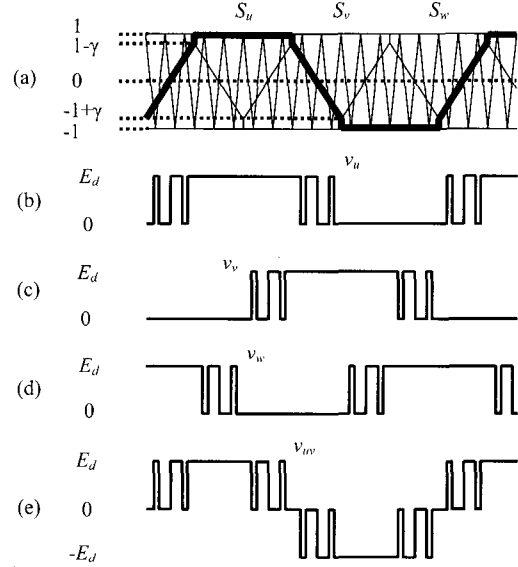 S_u S_v S_w
1
1-γ
(a) 0
-1+γ
-1
v_u
E_d
(b)
0
E_d
v_v
(c)
0
v_w
E_d
(d)
0
v_uv
E_d
(e) 0
-E_d